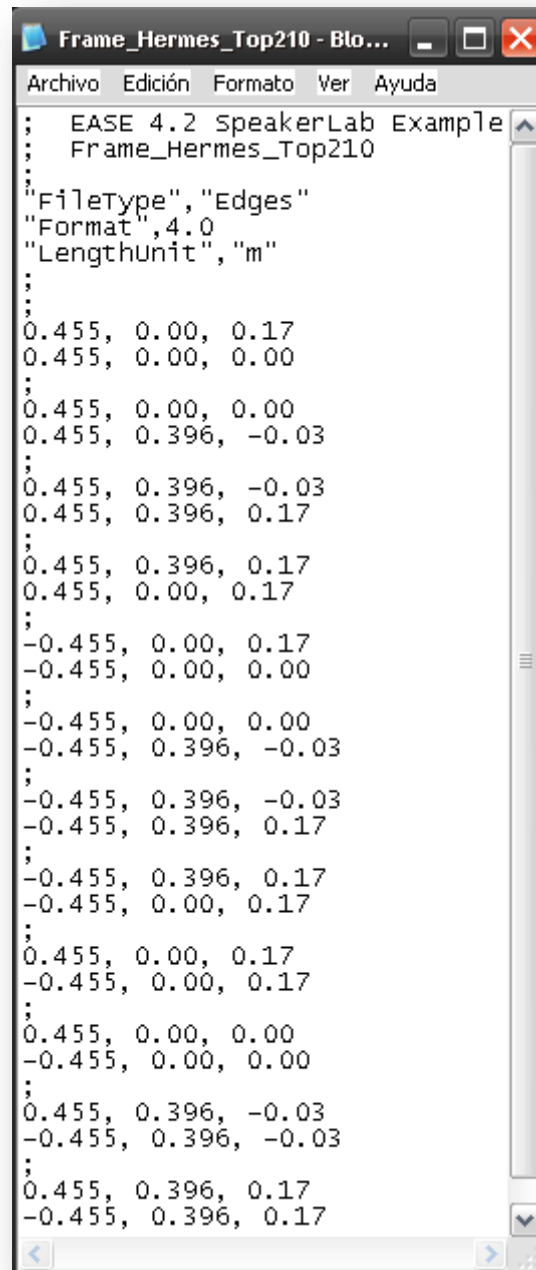 Frame_Hermes_Top210 - Blo...
Archivo Edición Formato Ver Ayuda
;   EASE 4.2 SpeakerLab Example
;   Frame_Hermes_Top210
;
"FileType","Edges"
"Format",4.0
"LengthUnit","m"
;
;
0.455, 0.00, 0.17
0.455, 0.00, 0.00
;
0.455, 0.00, 0.00
0.455, 0.396, -0.03
;
0.455, 0.396, -0.03
0.455, 0.396, 0.17
;
0.455, 0.396, 0.17
0.455, 0.00, 0.17
;
-0.455, 0.00, 0.17
-0.455, 0.00, 0.00
;
-0.455, 0.00, 0.00
-0.455, 0.396, -0.03
;
-0.455, 0.396, -0.03
-0.455, 0.396, 0.17
;
-0.455, 0.396, 0.17
-0.455, 0.00, 0.17
;
0.455, 0.00, 0.17
-0.455, 0.00, 0.17
;
0.455, 0.00, 0.00
-0.455, 0.00, 0.00
;
0.455, 0.396, -0.03
-0.455, 0.396, -0.03
;
0.455, 0.396, 0.17
-0.455, 0.396, 0.17